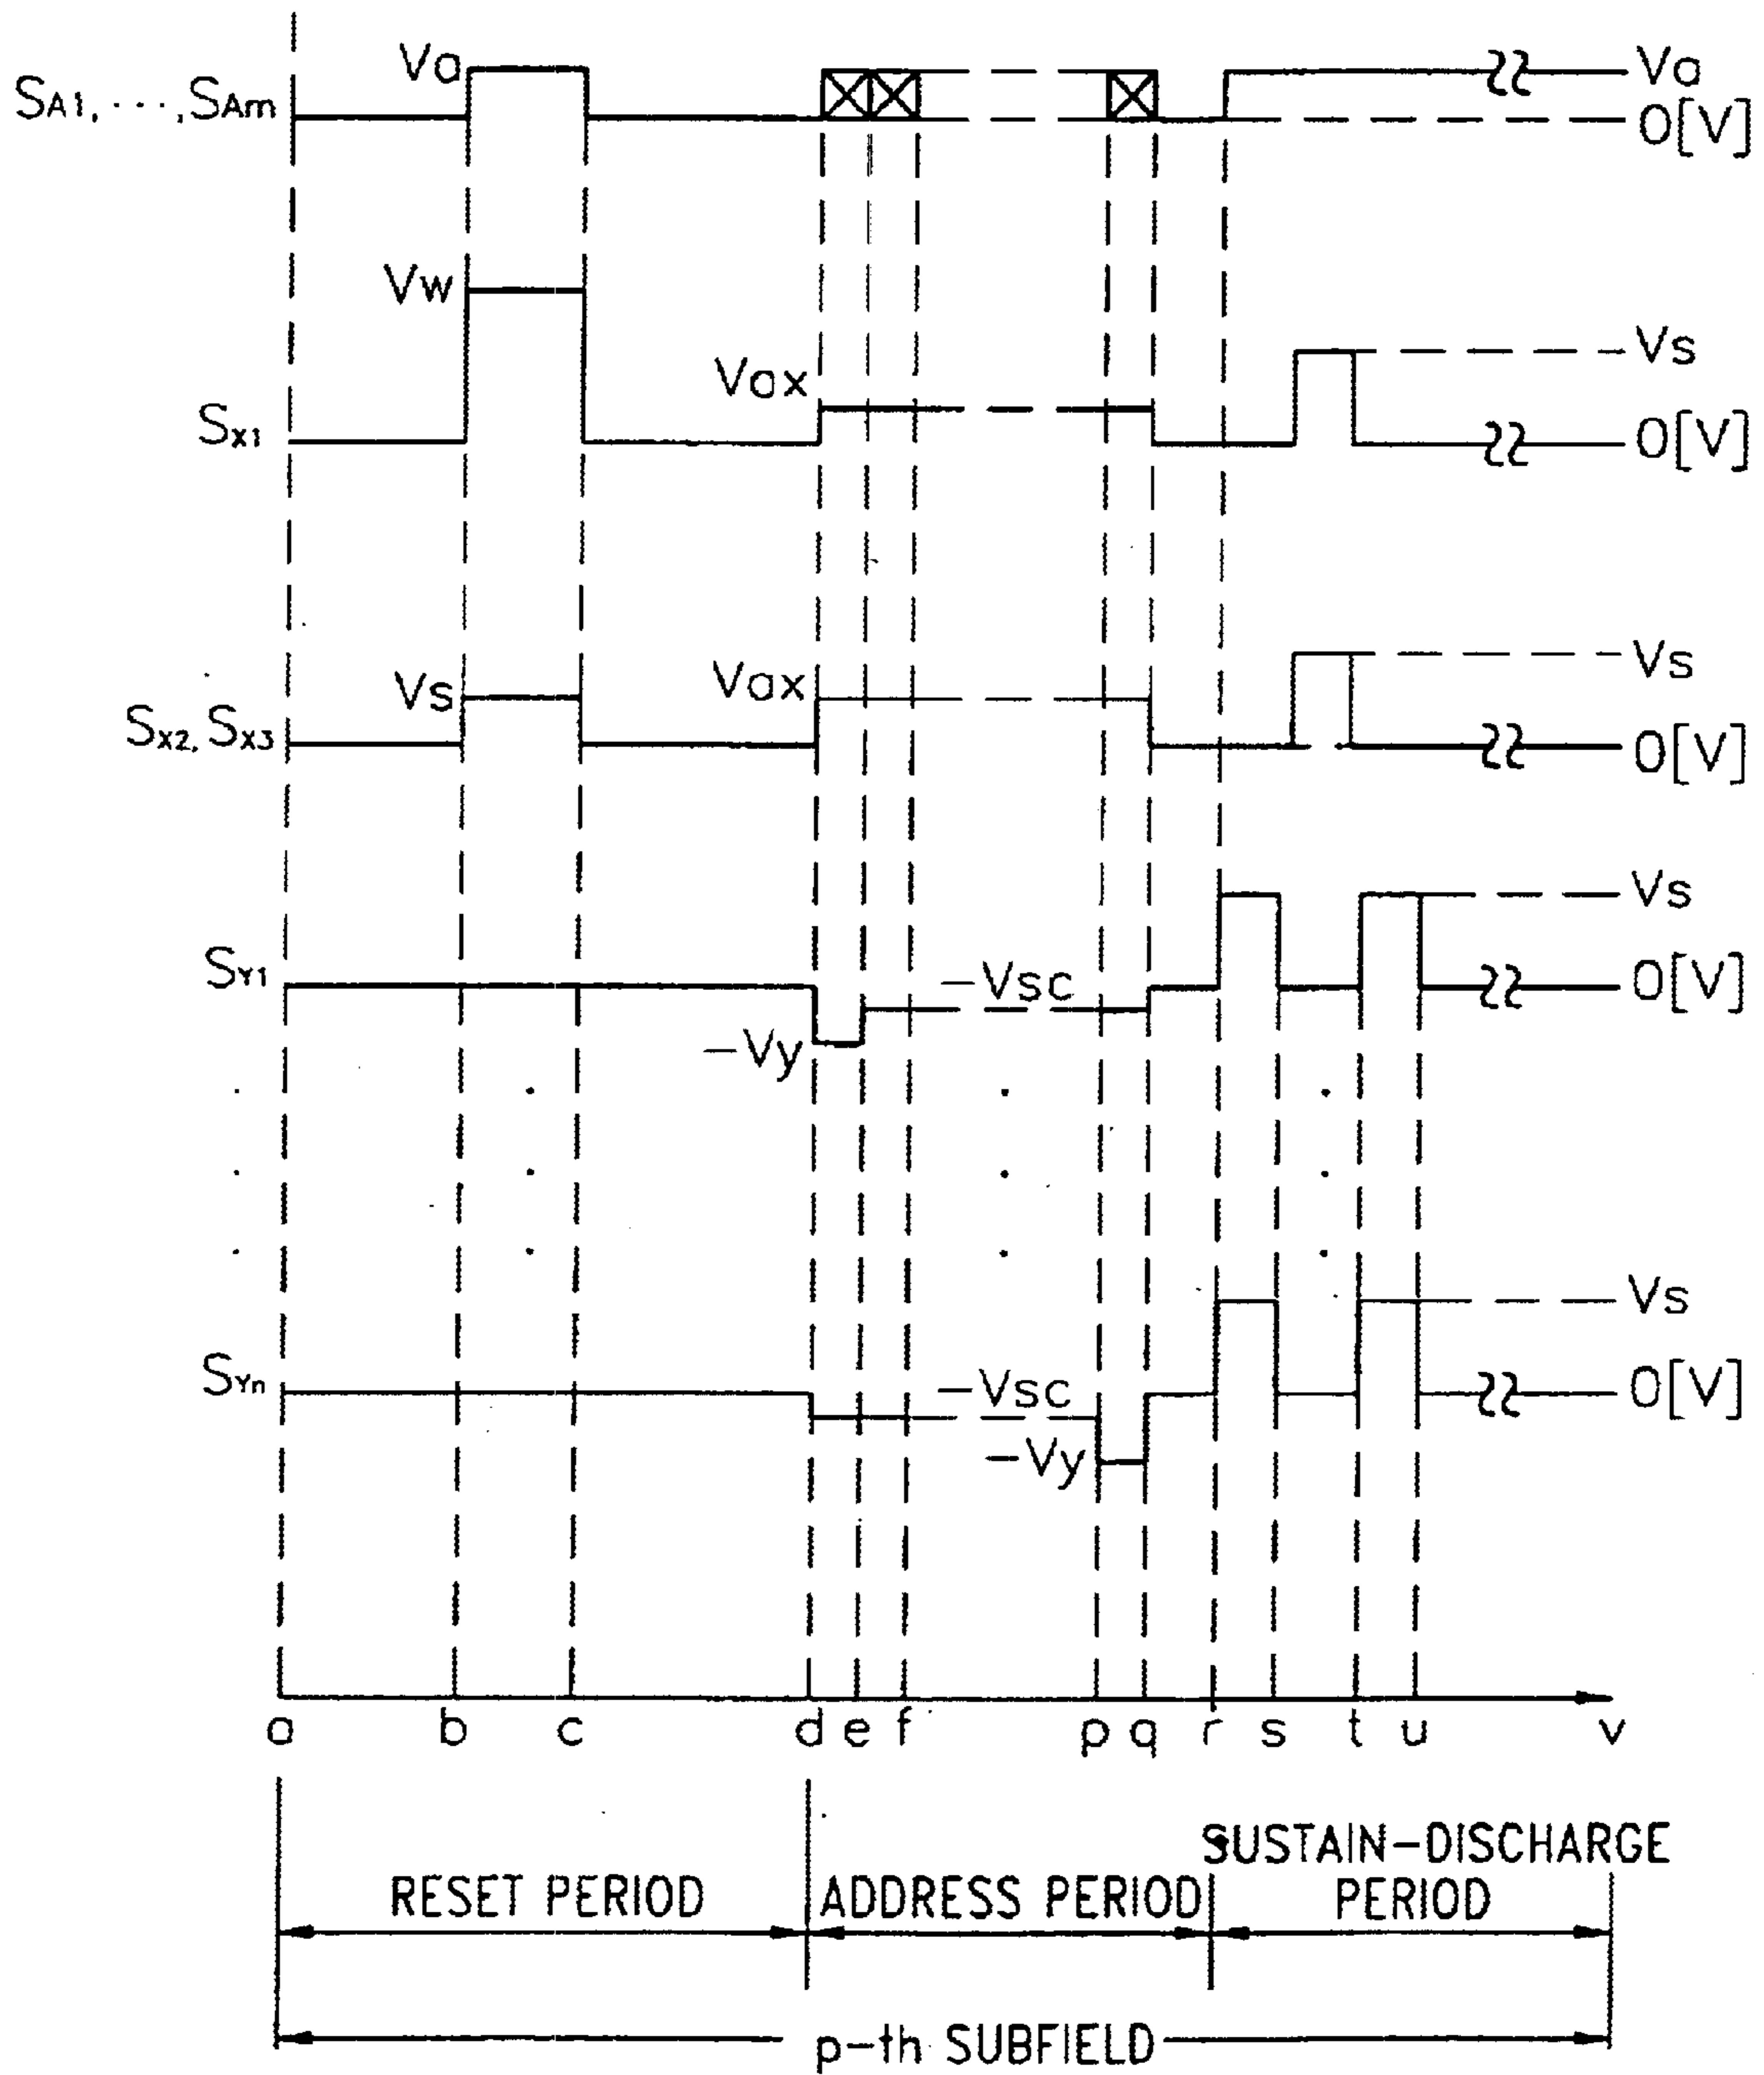 Va
SA1, ···, SAm
Va
0[V]
Vw
Vs
Vax
SX1
0[V]
Vs
Vs
Vax
SX2, SX3
0[V]
Vs
SY1
-Vsc
0[V]
-Vy
Vs
SYn
-Vsc
0[V]
-Vy
a b c d e f p q r s t u v
SUSTAIN-DISCHARGE
RESET PERIOD
ADDRESS PERIOD
PERIOD
p-th SUBFIELD